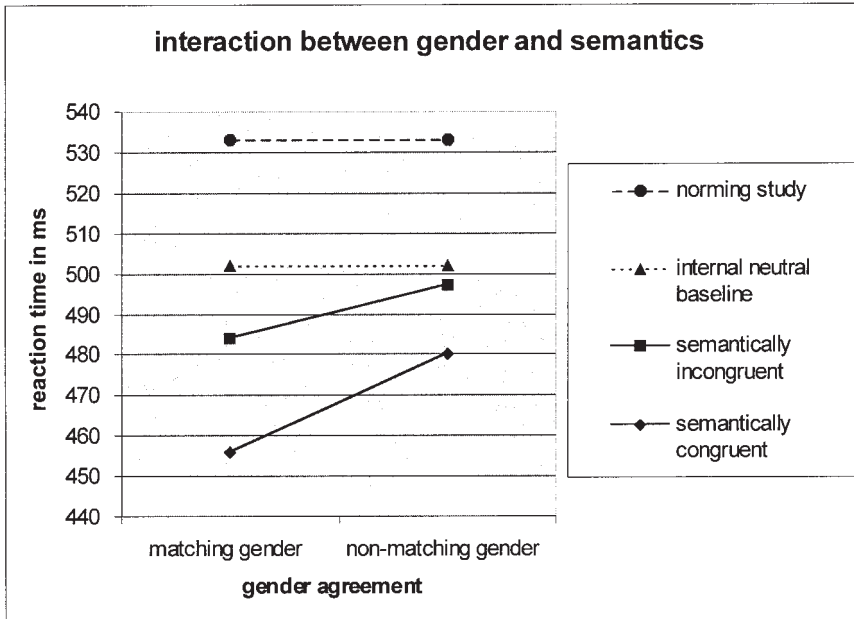 interaction between gender and semantics
reaction time in ms
540
530
520
510
500
490
480
470
460
450
440
matching gender
non-matching gender
gender agreement
norming study
internal neutral
baseline
semantically
incongruent
semantically
congruent